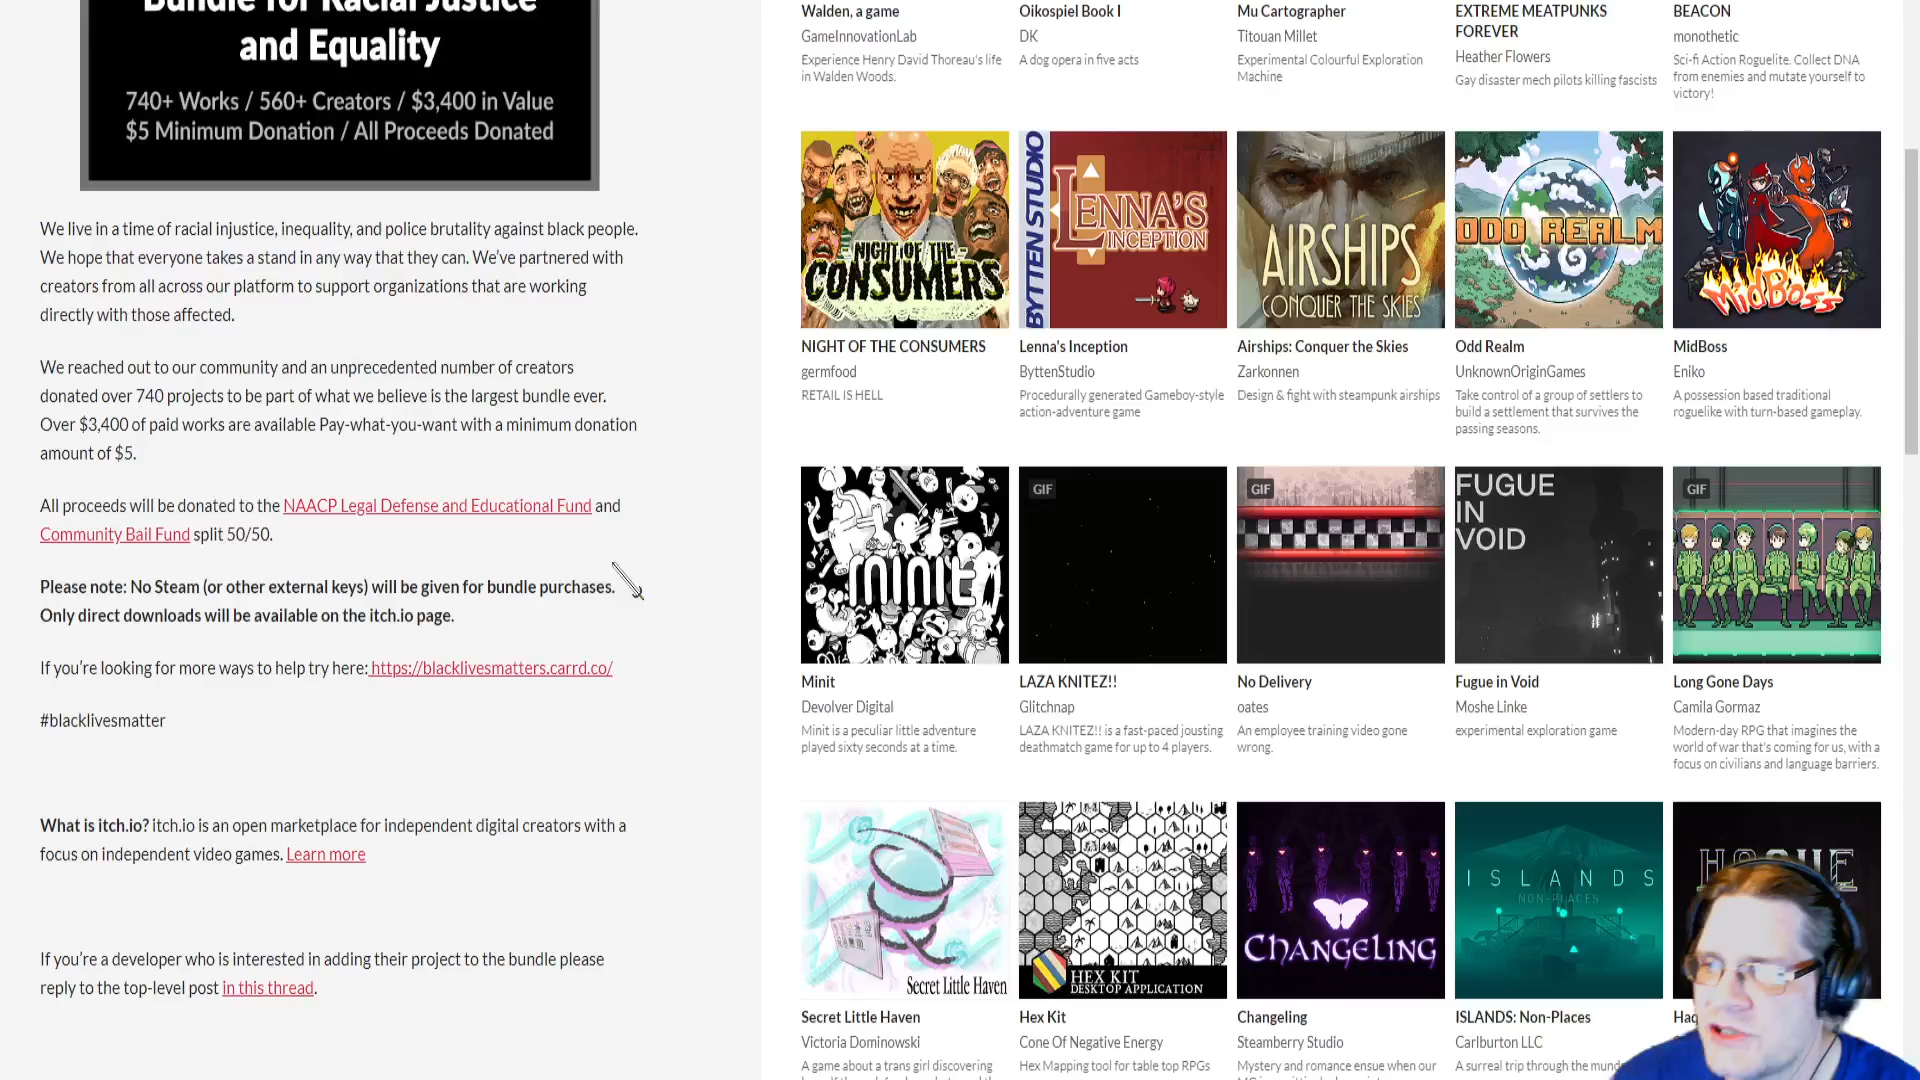 Bundle for Racial Justice
and Equality
740+ Works / 560+ Creators / $3,400 in Value
$5 Minimum Donation / All Proceeds Donated
We live in a time of racial injustice, inequality, and police brutality against black people.
We hope that everyone takes a stand in any way that they can. We've partnered with
creators from all across our platform to support organizations that are working
directly with those affected.
We reached out to our community and an unprecedented number of creators
donated over 740 projects to be part of what we believe is the largest bundle ever.
Over $3,400 of paid works are available Pay-what-you-want with a minimum donation
amount of $5.
All proceeds will be donated to the NAACP Legal Defense and Educational Fund and
Community Bail Fund split 50/50.
Please note: No Steam (or other external keys) will be given for bundle purchases.
Only direct downloads will be available on the itch.io page.
If you're looking for more ways to help try here: https://blacklivesmatters.carrd.co/
#blacklivesmatter
What is itch.io? itch.io is an open marketplace for independent digital creators with a
focus on independent video games. Learn more
If you're a developer who is interested in adding their project to the bundle please
reply to the top-level post in this thread.
Walden, a game
GameInnovationLab
Experience Henry David Thoreau's life
in Walden Woods.
Oikospiel Book I
DK
A dog opera in five acts
Mu Cartographer
Titouan Millet
Experimental Colourful Exploration
Machine
EXTREME MEATPUNKS
FOREVER
Heather Flowers
Gay disaster mech pilots killing fascists
BEACON
monothetic
Sci-fi Action Roguelite. Collect DNA
from enemies and mutate yourself to
victory!
NIGHT OF THE
CONSUMERS
NIGHT OF THE CONSUMERS
germfood
RETAIL IS HELL
BYTTEN STUDIO
LENNA'S
INCEPTION
Lenna's Inception
ByttenStudio
Procedurally generated Gameboy-style
action-adventure game
AIRSHIPS
CONQUER THE SKIES
Airships: Conquer the Skies
Zarkonnen
Design & fight with steampunk airships
ODD REALM
Odd Realm
UnknownOriginGames
Take control of a group of settlers to
build a settlement that survives the
passing seasons.
MidBoss
MidBoss
Eniko
A possession based traditional
roguelike with turn-based gameplay.
minit
Minit
Devolver Digital
Minit is a peculiar little adventure
played sixty seconds at a time.
GIF
LAZA KNITEZ!!
Glitchnap
LAZA KNITEZ!! is a fast-paced jousting
deathmatch game for up to 4 players.
GIF
No Delivery
oates
An employee training video gone
wrong.
FUGUE
IN
VOID
Fugue in Void
Moshe Linke
experimental exploration game
GIF
Long Gone Days
Camila Gormaz
Modern-day RPG that imagines the
world of war that's coming for us, with a
focus on civilians and language barriers.
Secret Little Haven
Secret Little Haven
Victoria Dominowski
A game about a trans girl discovering
HEX KIT
DESKTOP APPLICATION
Hex Kit
Cone Of Negative Energy
Hex Mapping tool for table top RPGs
CHANGELING
Changeling
Steamberry Studio
Mystery and romance ensue when our
ISLANDS
NON-PLACES
ISLANDS: Non-Places
Carlburton LLC
A surreal trip through the